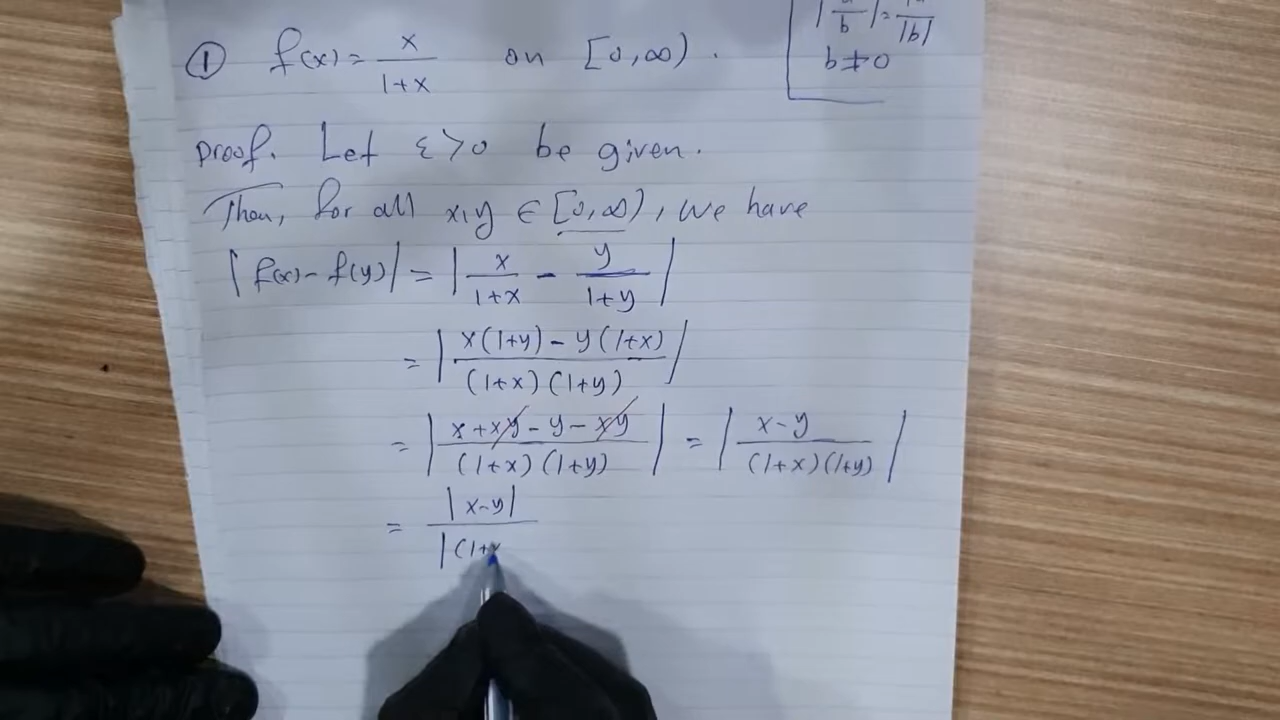 ① f(x) = x/(1+x) on [0,∞).
| /b | = /|b|
b≠0
Proof. Let ε>0 be given.
Then, for all x,y ∈ [0,∞), we have
|f(x) - f(y)| = | x/(1+x) - y/(1+y) |
= | (x(1+y) - y(1+x))/((1+x)(1+y)) |
= | (x+xy - y - xy)/((1+x)(1+y)) | = | (x-y)/((1+x)(1+y)) |
= |x-y| / |(1+x